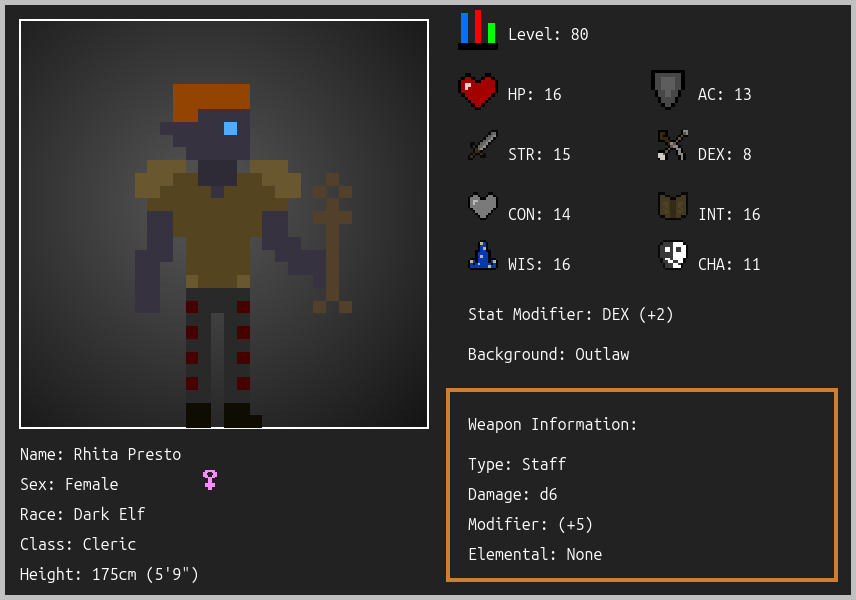 Level: 80
HP: 16
AC: 13
STR: 15
DEX: 8
CON: 14
INT: 16
WIS: 16
CHA: 11
Stat Modifier: DEX (+2)
Background: Outlaw
Weapon Information:
Type: Staff
Damage: d6
Modifier: (+5)
Elemental: None
Name: Rhita Presto
Sex: Female
Race: Dark Elf
Class: Cleric
Height: 175cm (5'9")